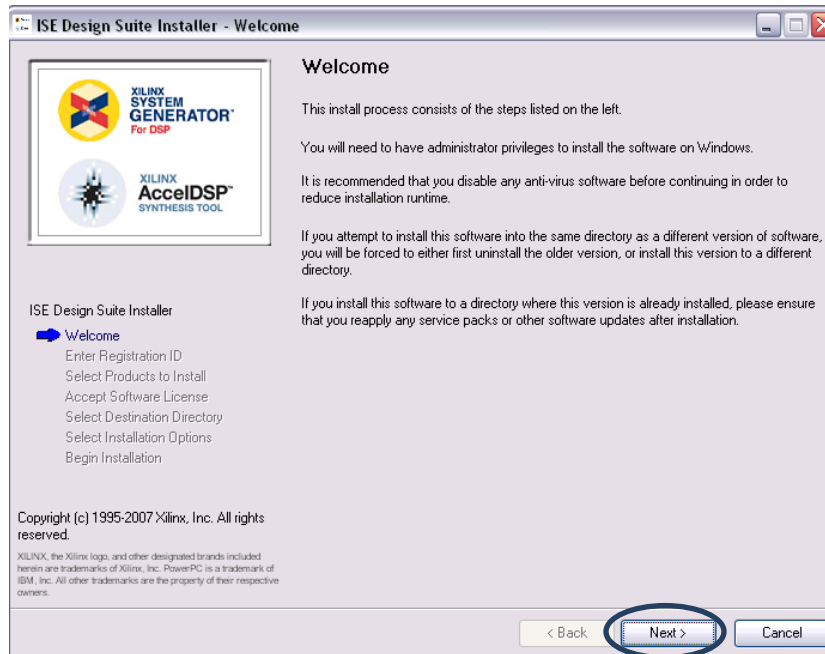 ISE Design Suite Installer - Welcome
XILINX
SYSTEM
GENERATOR™
For DSP
XILINX
AccelDSP™
SYNTHESIS TOOL
ISE Design Suite Installer
Welcome
Enter Registration ID
Select Products to Install
Accept Software License
Select Destination Directory
Select Installation Options
Begin Installation
Copyright (c) 1995-2007 Xilinx, Inc. All rights
reserved.
XILINX, the Xilinx logo, and other designated brands included
herein are trademarks of Xilinx, Inc. PowerPC is a trademark of
IBM, Inc. All other trademarks are the property of their respective
owners.
Welcome
This install process consists of the steps listed on the left.
You will need to have administrator privileges to install the software on Windows.
It is recommended that you disable any anti-virus software before continuing in order to
reduce installation runtime.
If you attempt to install this software into the same directory as a different version of software,
you will be forced to either first uninstall the older version, or install this version to a different
directory.
If you install this software to a directory where this version is already installed, please ensure
that you reapply any service packs or other software updates after installation.
< Back
Next >
Cancel